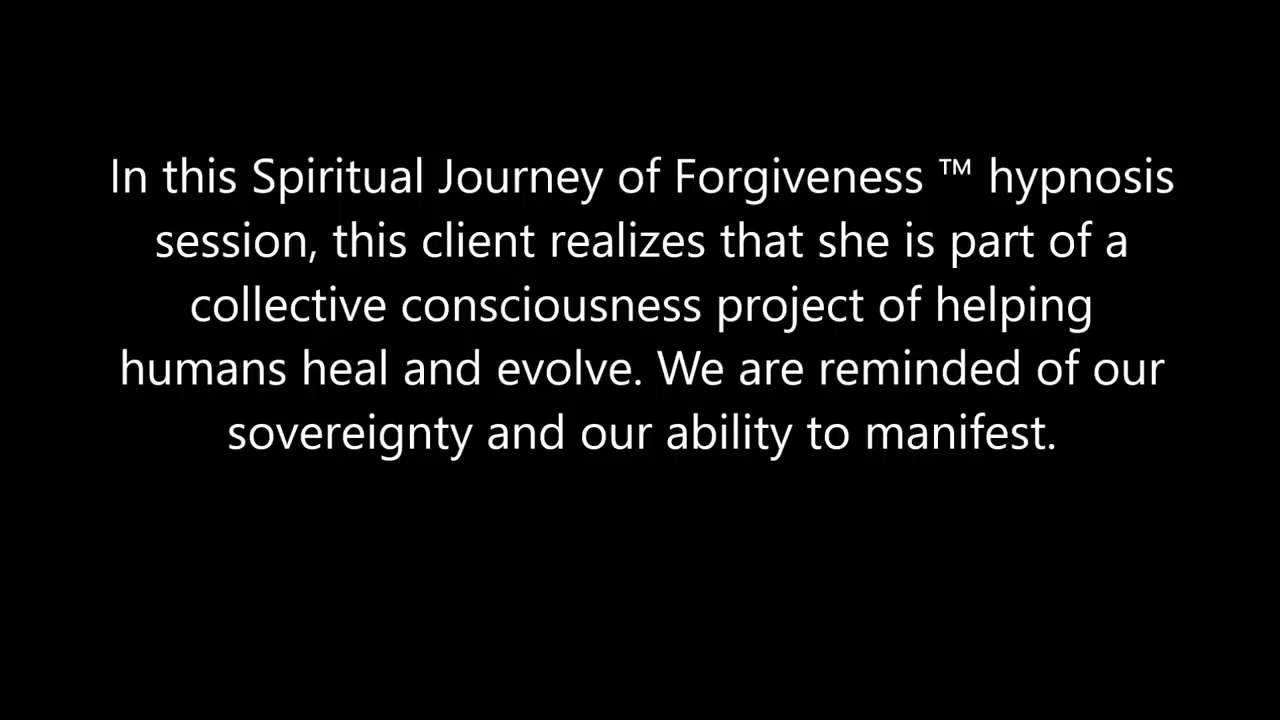 In this Spiritual Journey of Forgiveness ™ hypnosis
session, this client realizes that she is part of a
collective consciousness project of helping
humans heal and evolve. We are reminded of our
sovereignty and our ability to manifest.